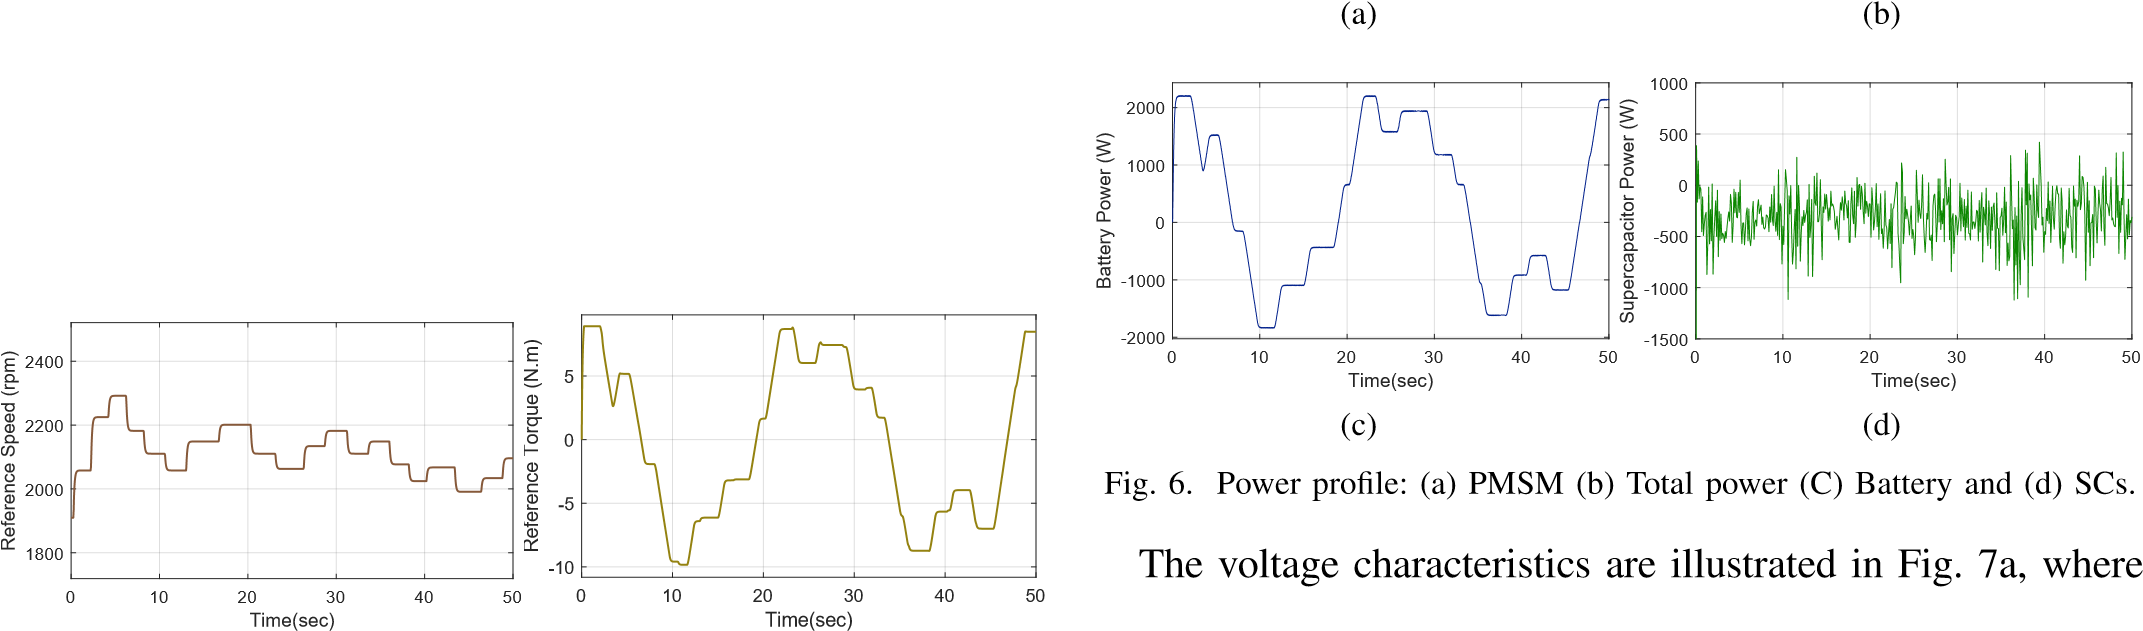 (a)
(b)
2000
1000
0
-1000
-2000
Battery Power (W)
0 10 20 30 40 50
Time(sec)
1000
500
0
-500
-1000
-1500
Supercapacitor Power (W)
0 10 20 30 40 50
Time(sec)
(c)
(d)
Fig. 6. Power profile: (a) PMSM (b) Total power (C) Battery and (d) SCs.
The voltage characteristics are illustrated in Fig. 7a, where
2400
2200
2000
1800
Reference Speed (rpm)
0 10 20 30 40 50
Time(sec)
5
0
-5
-10
Reference Torque (N.m)
0 10 20 30 40 50
Time(sec)